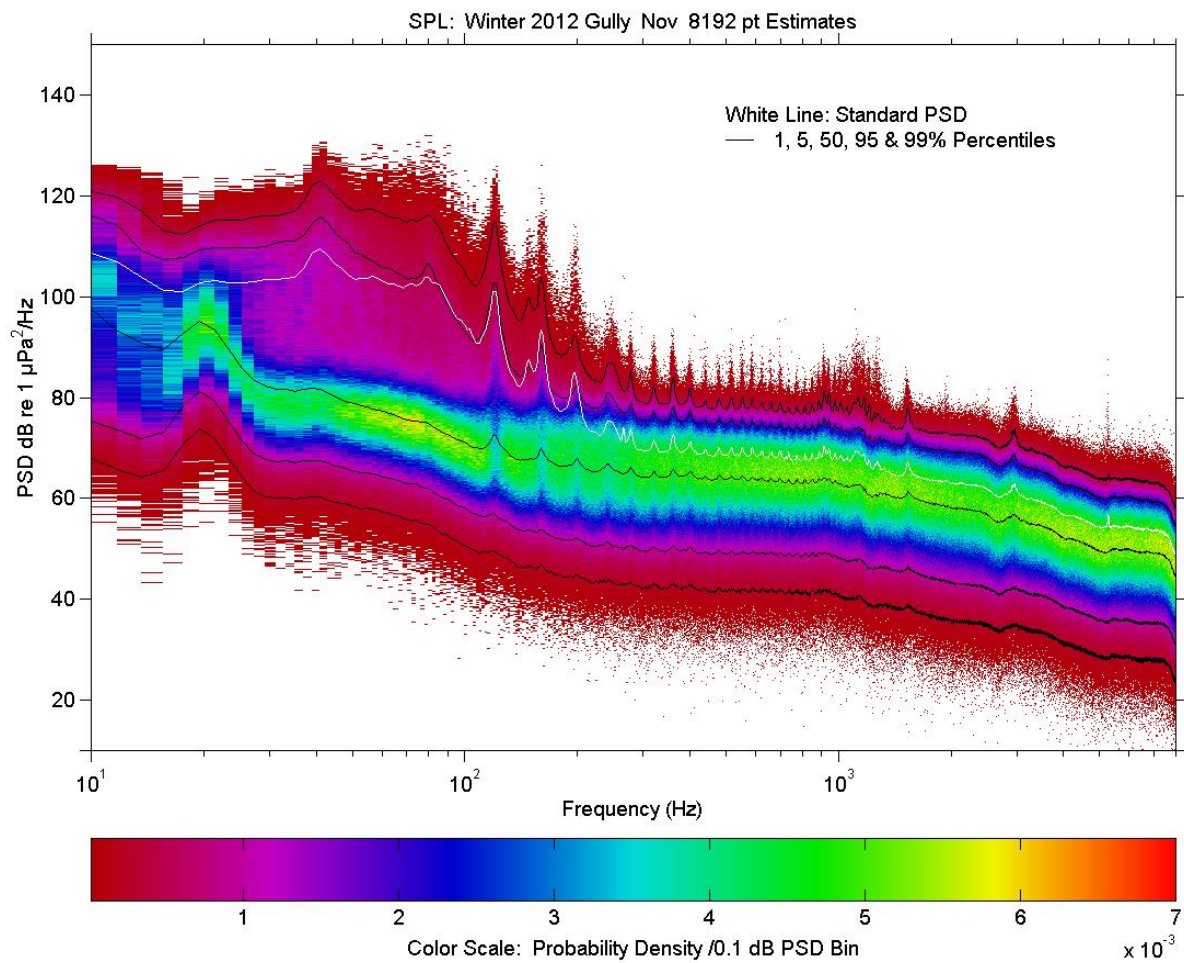 SPL: Winter 2012 Gully Nov 8192 pt Estimates
White Line: Standard PSD
1, 5, 50, 95 & 99% Percentiles
PSD dB re 1 µPa²/Hz
140
120
100
80
60
40
20
10¹ 10² 10³
Frequency (Hz)
1 2 3 4 5 6 7
Color Scale: Probability Density /0.1 dB PSD Bin
x 10⁻³